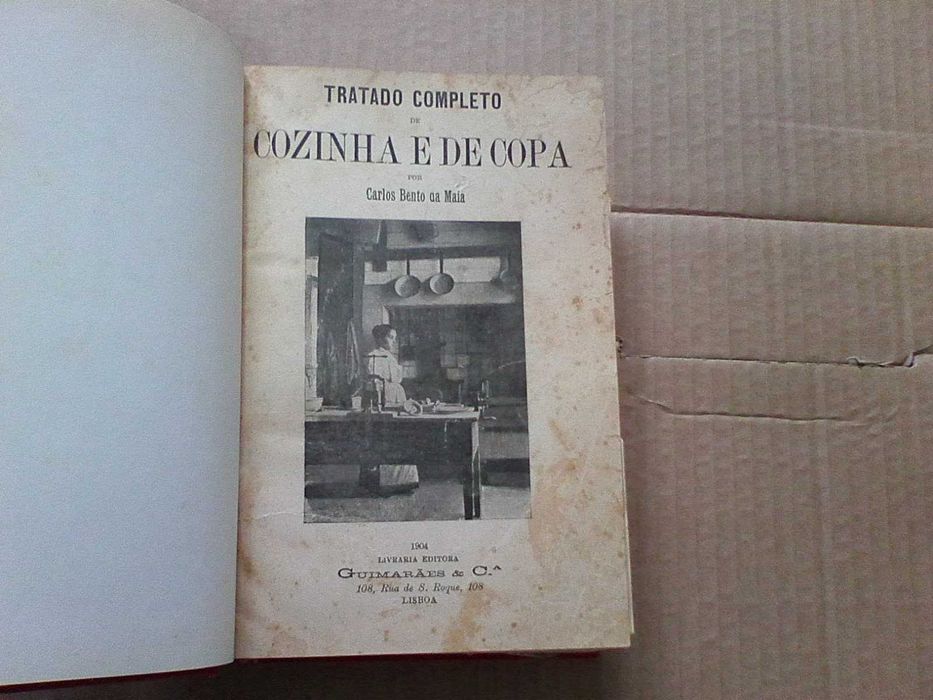 TRATADO COMPLETO
DE
COZINHA E DE COPA
POR
Carlos Bento da Maia
1904
LIVRARIA EDITORA
GUIMARÃES & C.ª
108, Rua de S. Roque, 108
LISBOA